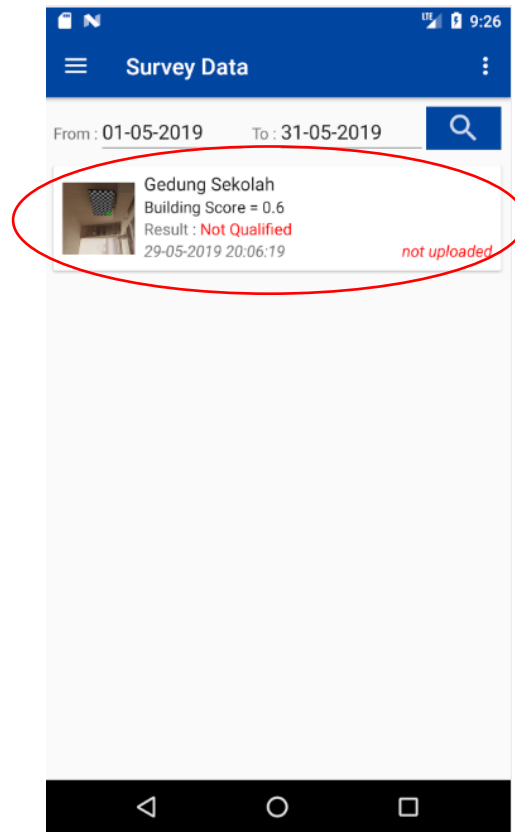 LTE 9:26
Survey Data
From : 01-05-2019 To : 31-05-2019
Gedung Sekolah
Building Score = 0.6
Result : Not Qualified
29-05-2019 20:06:19 not uploaded